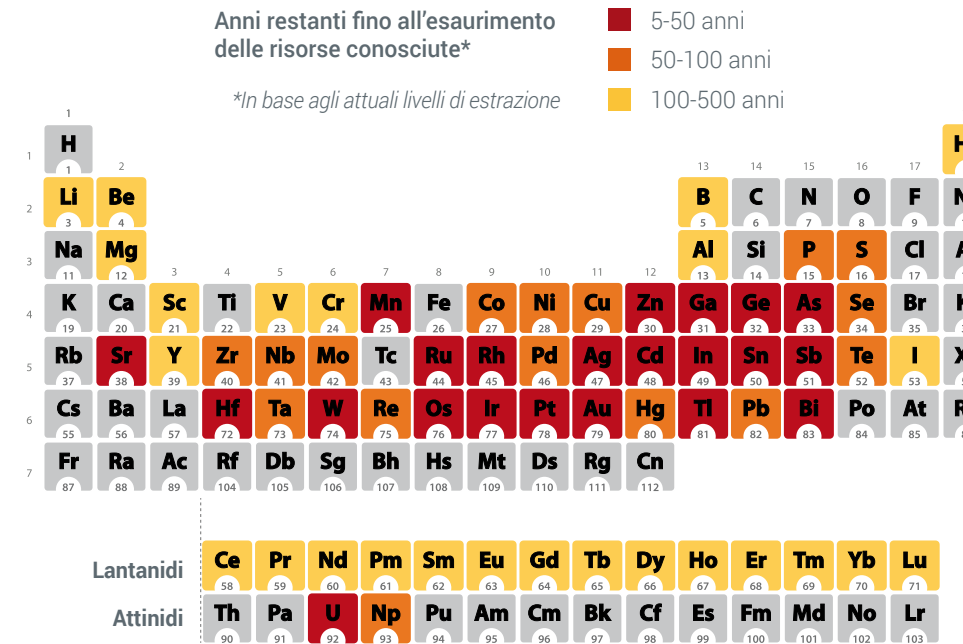 Anni restanti fino all'esaurimento
delle risorse conosciute*
*In base agli attuali livelli di estrazione
5-50 anni
50-100 anni
100-500 anni
1
1 H 1 H
2 13 14 15 16 17
2 Li 3 Be 4 B 5 C 6 N 7 O 8 F 9
3 Na 11 Mg 12 Al 13 Si 14 P 15 S 16 Cl 17
3 4 5 6 7 8 9 10 11 12
4 K 19 Ca 20 Sc 21 Ti 22 V 23 Cr 24 Mn 25 Fe 26 Co 27 Ni 28 Cu 29 Zn 30 Ga 31 Ge 32 As 33 Se 34 Br 35
5 Rb 37 Sr 38 Y 39 Zr 40 Nb 41 Mo 42 Tc 43 Ru 44 Rh 45 Pd 46 Ag 47 Cd 48 In 49 Sn 50 Sb 51 Te 52 I 53
6 Cs 55 Ba 56 La 57 Hf 72 Ta 73 W 74 Re 75 Os 76 Ir 77 Pt 78 Au 79 Hg 80 Tl 81 Pb 82 Bi 83 Po 84 At 85
7 Fr 87 Ra 88 Ac 89 Rf 104 Db 105 Sg 106 Bh 107 Hs 108 Mt 109 Ds 110 Rg 111 Cn 112
Lantanidi Ce 58 Pr 59 Nd 60 Pm 61 Sm 62 Eu 63 Gd 64 Tb 65 Dy 66 Ho 67 Er 68 Tm 69 Yb 70 Lu 71
Attinidi Th 90 Pa 91 U 92 Np 93 Pu 94 Am 95 Cm 96 Bk 97 Cf 98 Es 99 Fm 100 Md 101 No 102 Lr 103